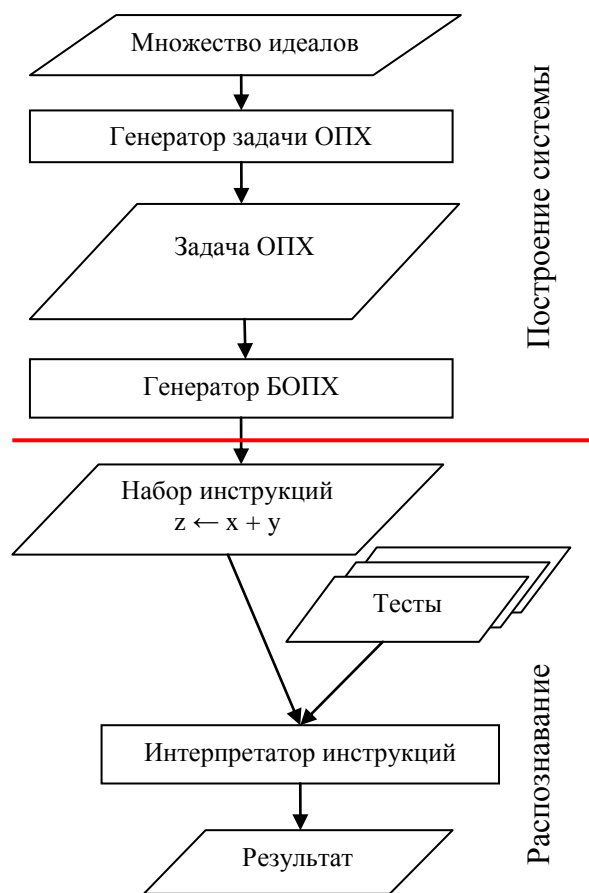 Множество идеалов
Генератор задачи ОПХ
Задача ОПХ
Генератор БОПХ
Построение системы
Набор инструкций
z ← x + y
Тесты
Интерпретатор инструкций
Результат
Распознавание